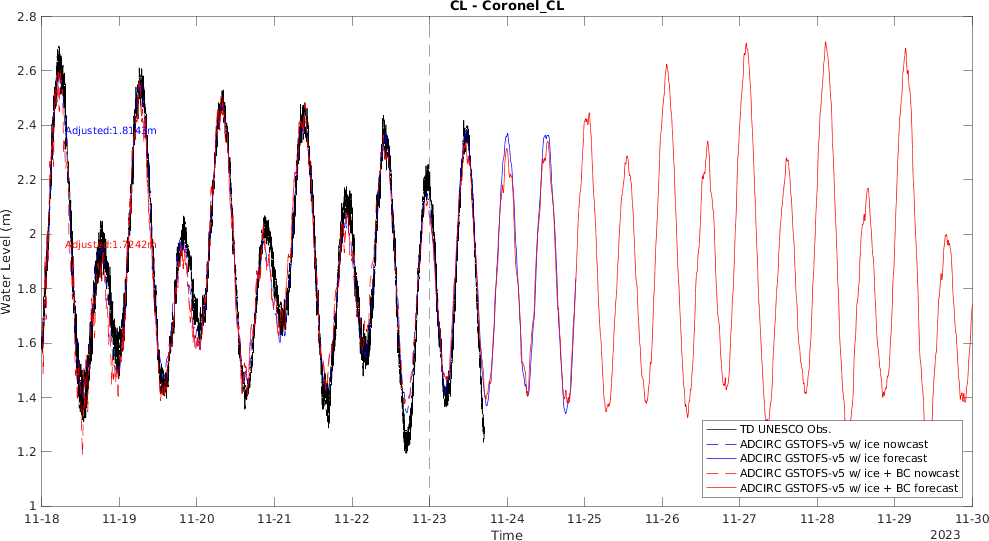 CL - Coronel_CL
2.8
2.6
2.4
2.2
2
1.8
1.6
1.4
1.2
1
Water Level (m)
Adjusted:1.8143m
Adjusted:1.7242m
TD UNESCO Obs.
ADCIRC GSTOFS-v5 w/ ice nowcast
ADCIRC GSTOFS-v5 w/ ice forecast
ADCIRC GSTOFS-v5 w/ ice + BC nowcast
ADCIRC GSTOFS-v5 w/ ice + BC forecast
11-18 11-19 11-20 11-21 11-22 11-23 11-24 11-25 11-26 11-27 11-28 11-29 11-30
Time
2023